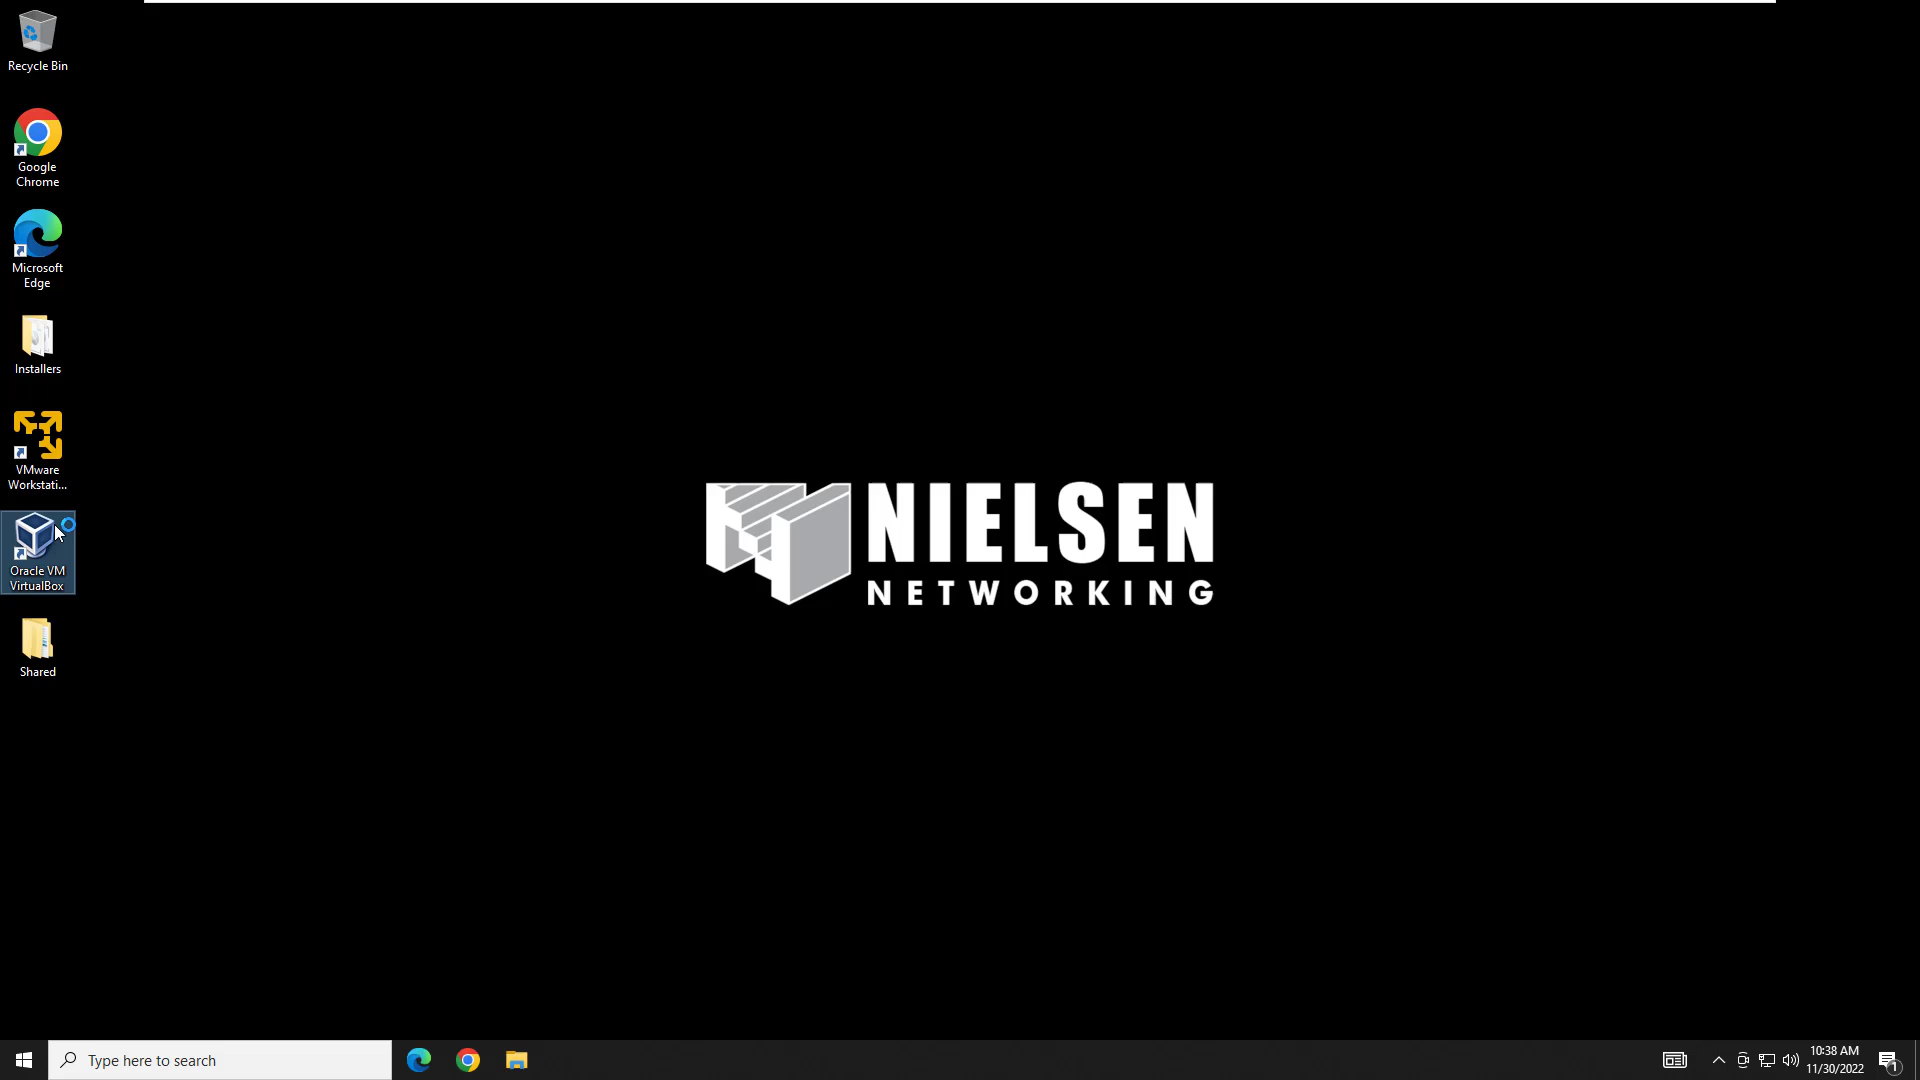 Recycle Bin
Google
Chrome
Microsoft
Edge
Installers
VMware
Workstati...
Oracle VM
VirtualBox
Shared
NIELSEN
NETWORKING
Type here to search
10:38 AM
11/30/2022
1